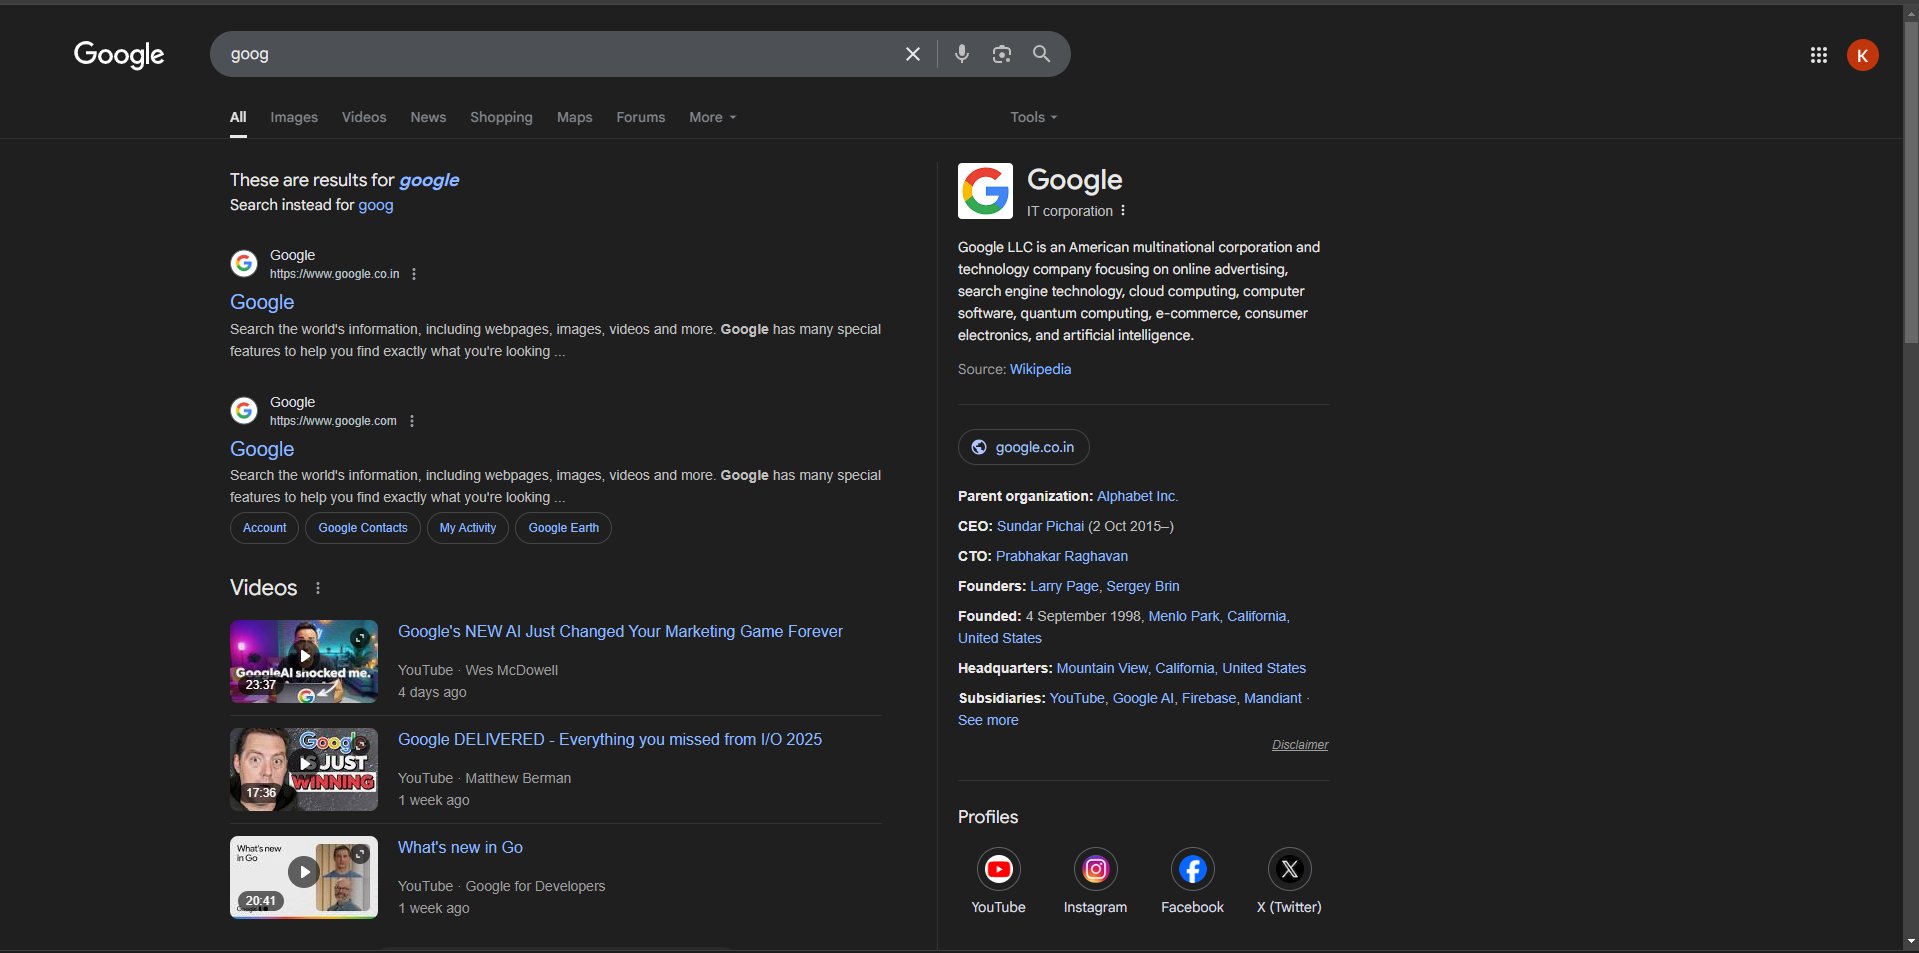 Google
goog
K
All
Images
Videos
News
Shopping
Maps
Forums
More
Tools
These are results for google
Search instead for goog
Google
https://www.google.co.in
Google
Search the world's information, including webpages, images, videos and more. Google has many special
features to help you find exactly what you're looking ...
Google
https://www.google.com
Google
Search the world's information, including webpages, images, videos and more. Google has many special
features to help you find exactly what you're looking ...
Account
Google Contacts
My Activity
Google Earth
Videos
GoogleAI shocked me.
23:37
Google's NEW AI Just Changed Your Marketing Game Forever
YouTube · Wes McDowell
4 days ago
Google
IS JUST
WINNING
17:36
Google DELIVERED - Everything you missed from I/O 2025
YouTube · Matthew Berman
1 week ago
What's new
in Go
20:41
What's new in Go
YouTube · Google for Developers
1 week ago
Google
IT corporation
Google LLC is an American multinational corporation and
technology company focusing on online advertising,
search engine technology, cloud computing, computer
software, quantum computing, e-commerce, consumer
electronics, and artificial intelligence.
Source: Wikipedia
google.co.in
Parent organization: Alphabet Inc.
CEO: Sundar Pichai (2 Oct 2015–)
CTO: Prabhakar Raghavan
Founders: Larry Page, Sergey Brin
Founded: 4 September 1998, Menlo Park, California,
United States
Headquarters: Mountain View, California, United States
Subsidiaries: YouTube, Google AI, Firebase, Mandiant ·
See more
Disclaimer
Profiles
YouTube
Instagram
Facebook
X (Twitter)